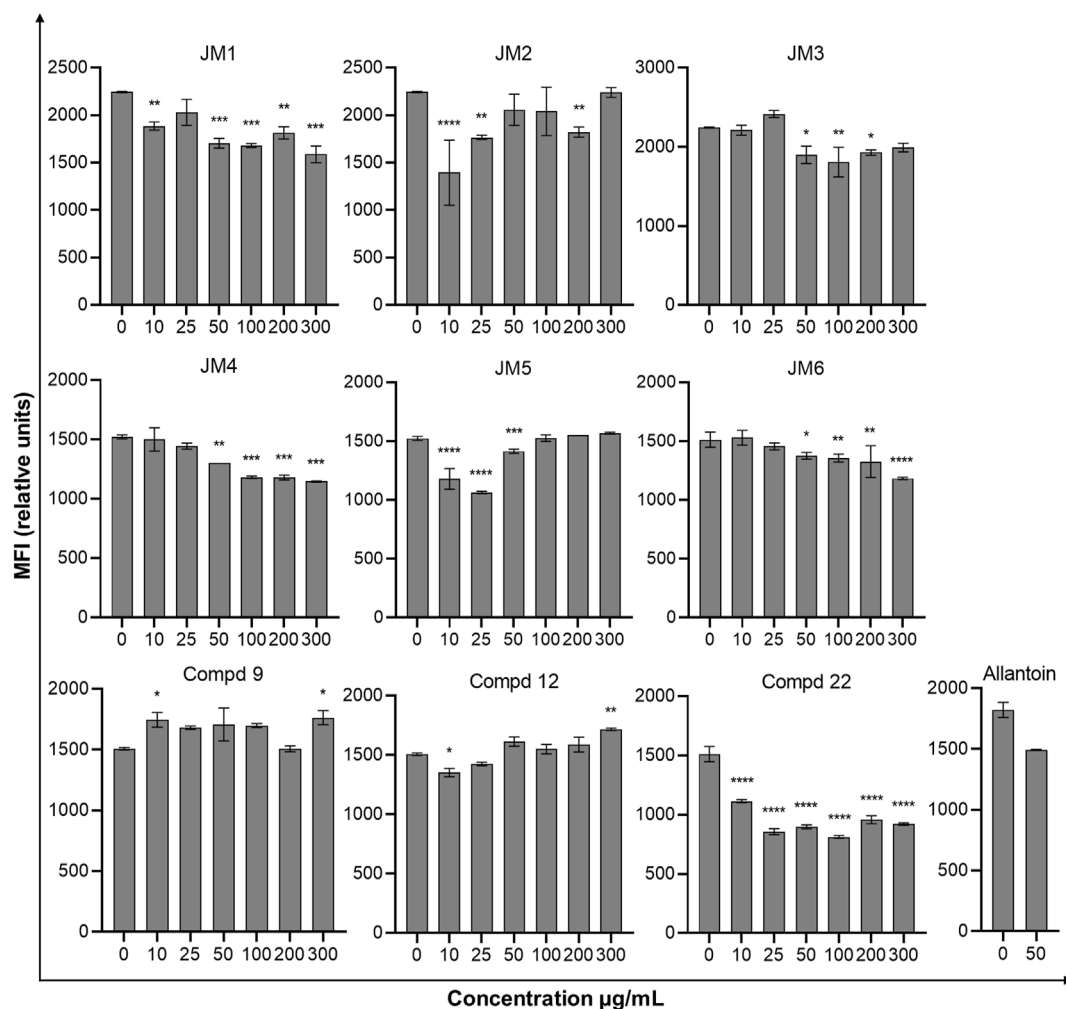 JM1
2500
2000
1500
1000
500
0
** *** *** ** ***
0 10 25 50 100 200 300
JM2
2500
2000
1500
1000
500
0
**** ** **
0 10 25 50 100 200 300
JM3
3000
2000
1000
0
* ** *
0 10 25 50 100 200 300
MFI (relative units)
JM4
2000
1500
1000
500
0
** *** *** ***
0 10 25 50 100 200 300
JM5
2000
1500
1000
500
0
**** **** ***
0 10 25 50 100 200 300
JM6
2000
1500
1000
500
0
* ** ** ****
0 10 25 50 100 200 300
Compd 9
2000
1500
1000
500
0
* *
0 10 25 50 100 200 300
Compd 12
2000
1500
1000
500
0
* **
0 10 25 50 100 200 300
Compd 22
2000
1500
1000
500
0
**** **** **** **** **** ****
0 10 25 50 100 200 300
Allantoin
2000
1500
1000
500
0
0 50
Concentration µg/mL